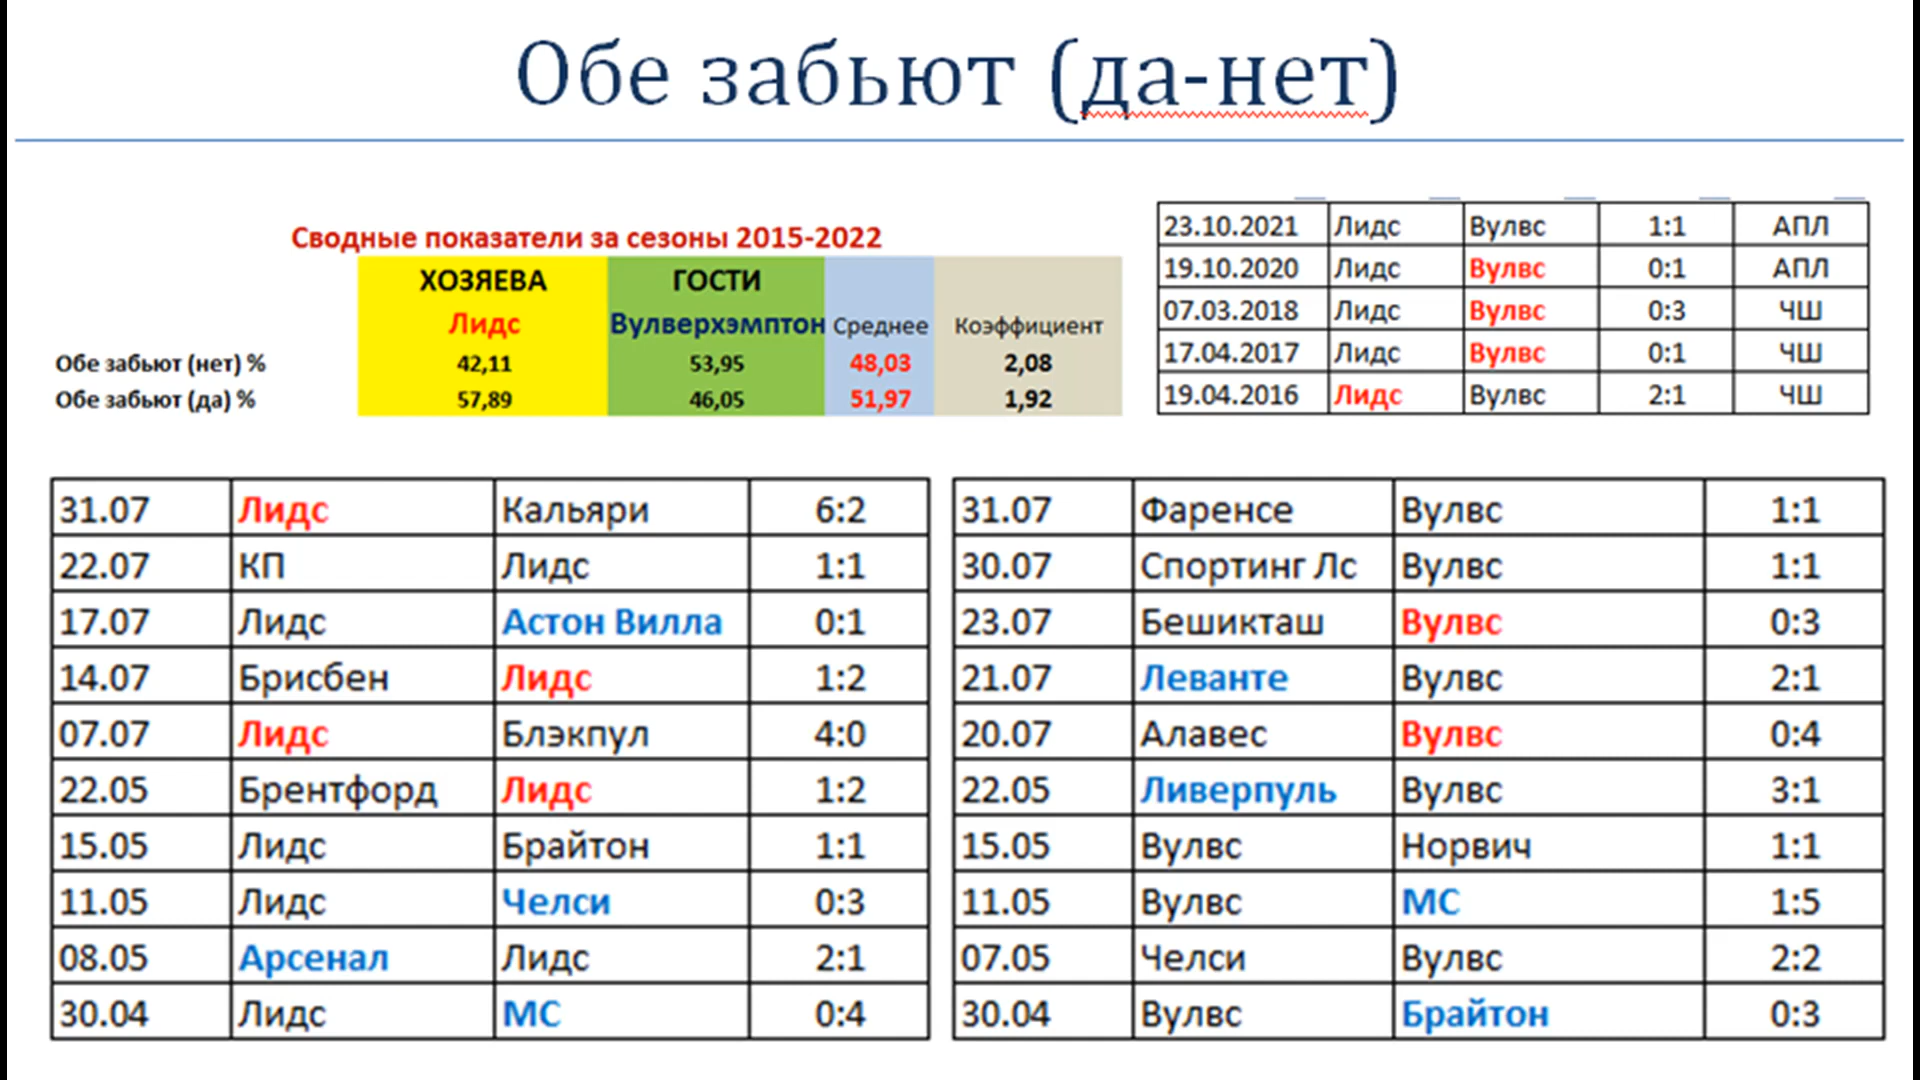 Обе забьют (да-нет)
Сводные показатели за сезоны 2015-2022
ХОЗЯЕВА ГОСТИ
Лидс Вулверхэмптон Среднее Коэффициент
Обе забьют (нет) % 42,11 53,95 48,03 2,08
Обе забьют (да) % 57,89 46,05 51,97 1,92
23.10.2021 Лидс Вулвс 1:1 АПЛ
19.10.2020 Лидс Вулвс 0:1 АПЛ
07.03.2018 Лидс Вулвс 0:3 ЧШ
17.04.2017 Лидс Вулвс 0:1 ЧШ
19.04.2016 Лидс Вулвс 2:1 ЧШ
31.07 Лидс Кальяри 6:2
22.07 КП Лидс 1:1
17.07 Лидс Астон Вилла 0:1
14.07 Брисбен Лидс 1:2
07.07 Лидс Блэкпул 4:0
22.05 Брентфорд Лидс 1:2
15.05 Лидс Брайтон 1:1
11.05 Лидс Челси 0:3
08.05 Арсенал Лидс 2:1
30.04 Лидс МС 0:4
31.07 Фаренсе Вулвс 1:1
30.07 Спортинг Лс Вулвс 1:1
23.07 Бешикташ Вулвс 0:3
21.07 Леванте Вулвс 2:1
20.07 Алавес Вулвс 0:4
22.05 Ливерпуль Вулвс 3:1
15.05 Вулвс Норвич 1:1
11.05 Вулвс МС 1:5
07.05 Челси Вулвс 2:2
30.04 Вулвс Брайтон 0:3